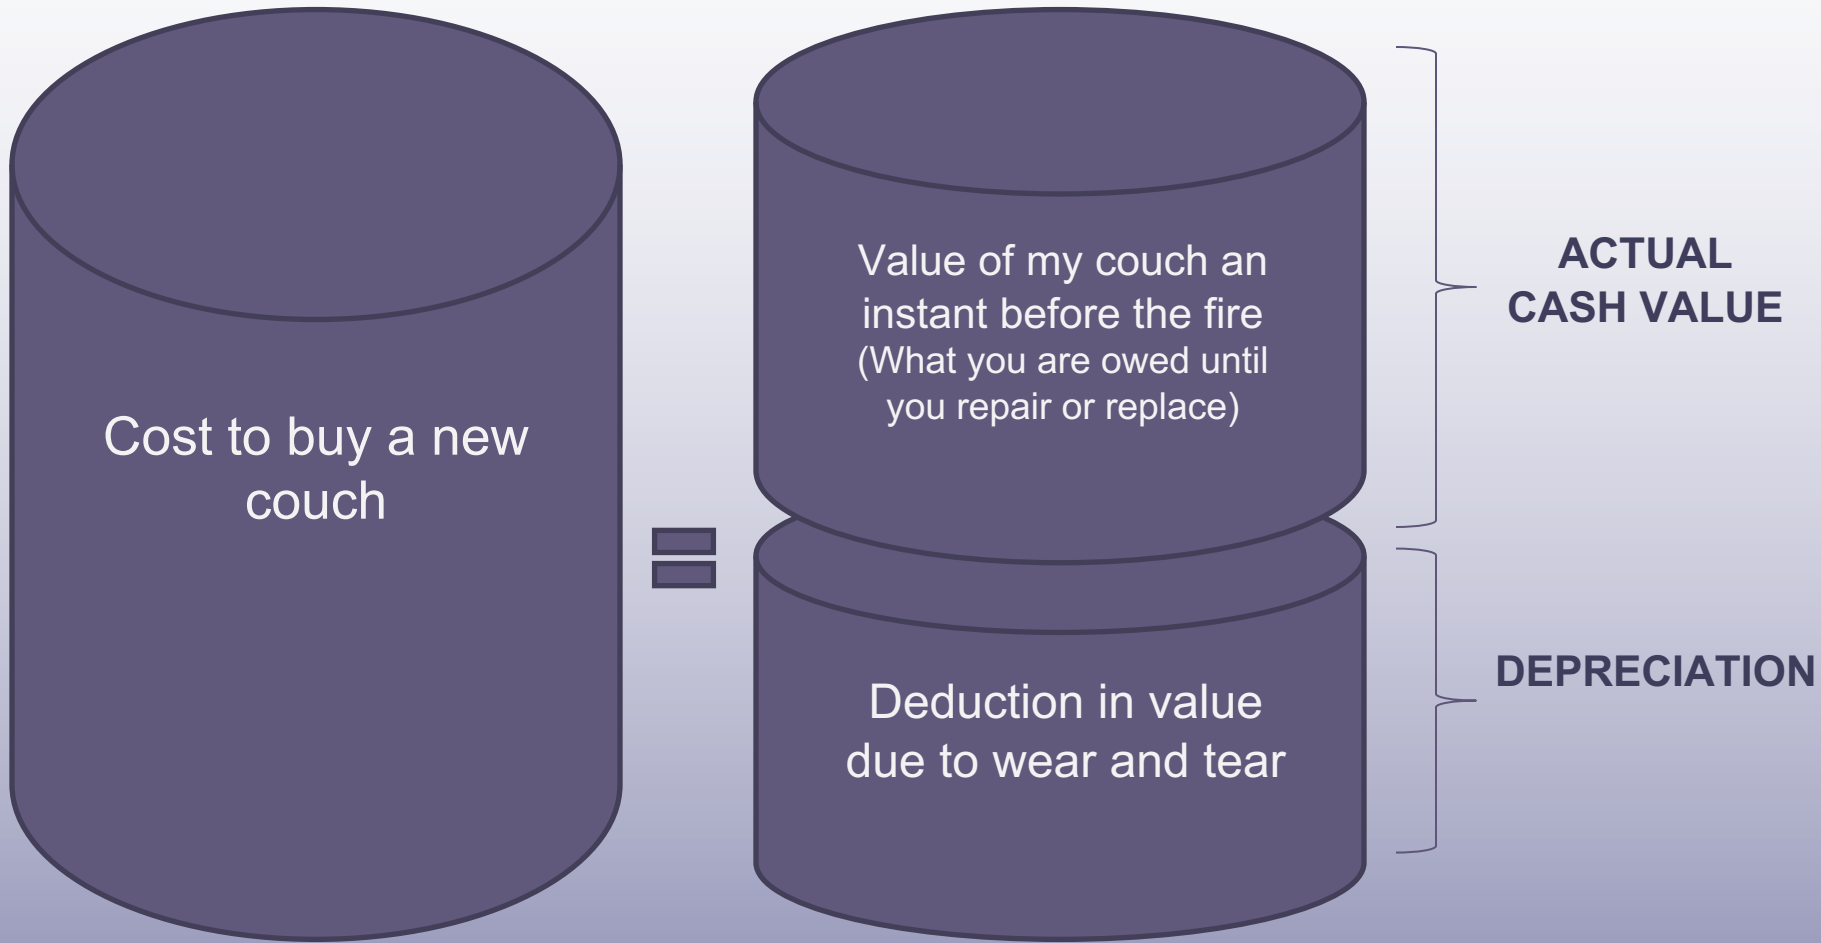 Cost to buy a new
couch
Value of my couch an
instant before the fire
(What you are owed until
you repair or replace)
ACTUAL
CASH VALUE
Deduction in value
due to wear and tear
DEPRECIATION